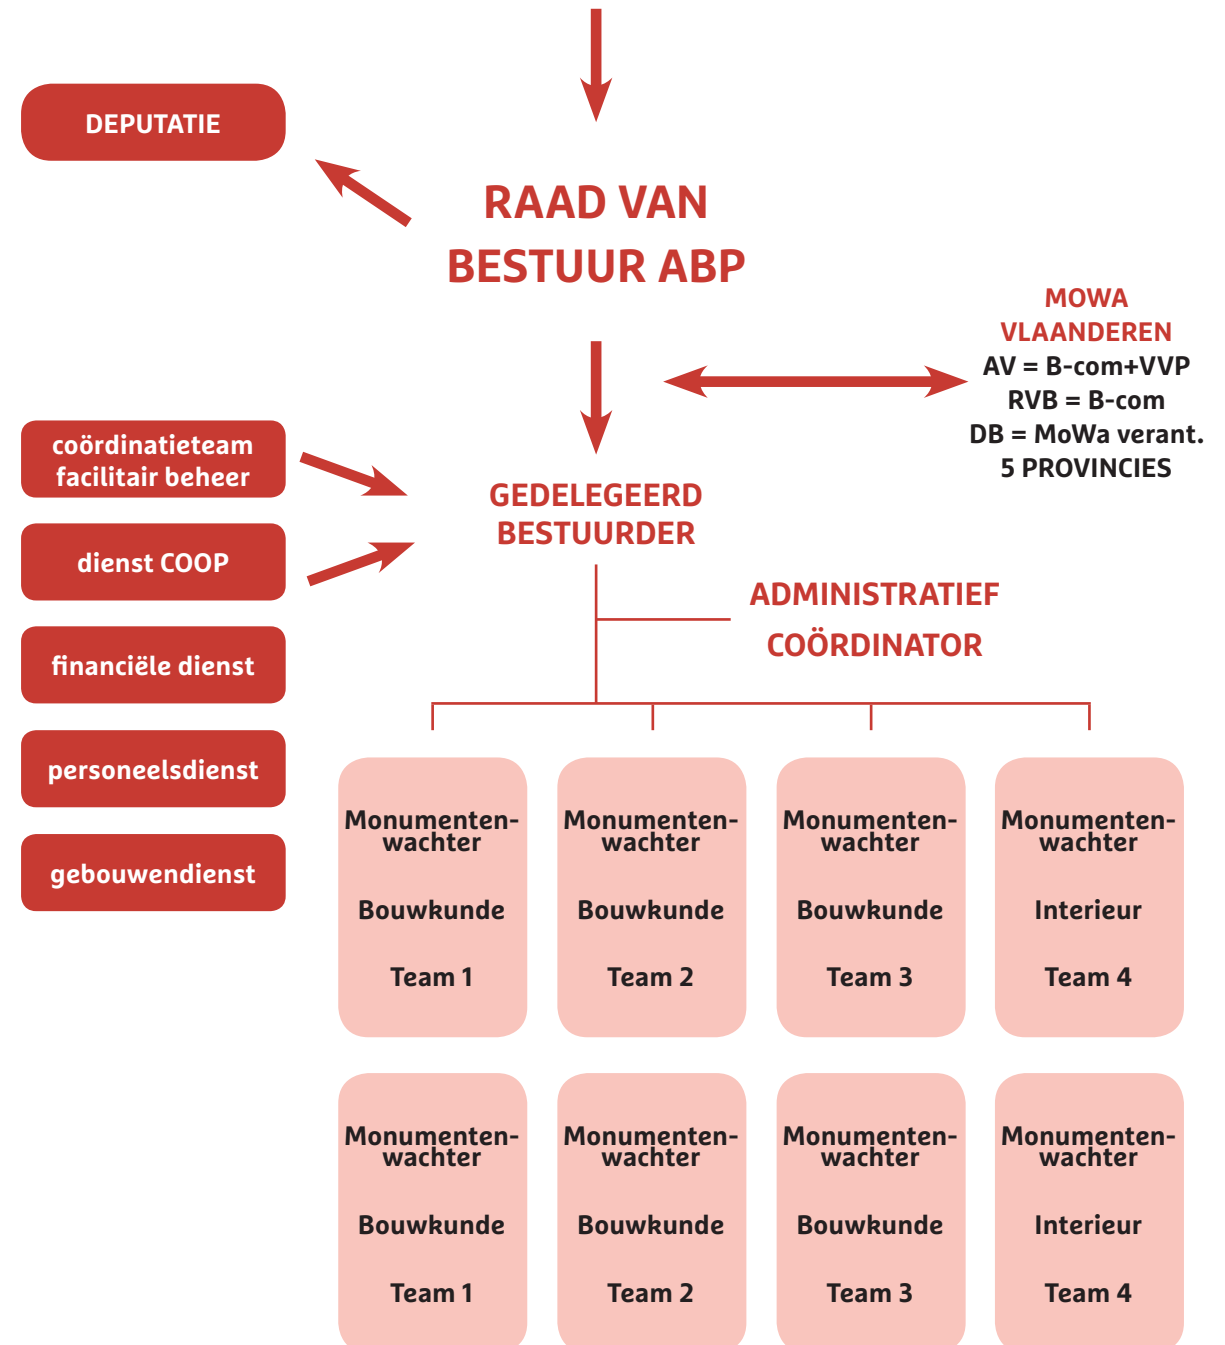 DEPUTATIE
RAAD VAN
BESTUUR ABP
MOWA
VLAANDEREN
AV = B-com+VVP
RVB = B-com
DB = MoWa verant.
5 PROVINCIES
coördinatieteam
facilitair beheer
dienst COOP
financiële dienst
personeelsdienst
gebouwendienst
GEDELEGEERD
BESTUURDER
ADMINISTRATIEF
COÖRDINATOR
Monumenten-
wachter
Bouwkunde
Team 1
Monumenten-
wachter
Bouwkunde
Team 2
Monumenten-
wachter
Bouwkunde
Team 3
Monumenten-
wachter
Interieur
Team 4
Monumenten-
wachter
Bouwkunde
Team 1
Monumenten-
wachter
Bouwkunde
Team 2
Monumenten-
wachter
Bouwkunde
Team 3
Monumenten-
wachter
Interieur
Team 4